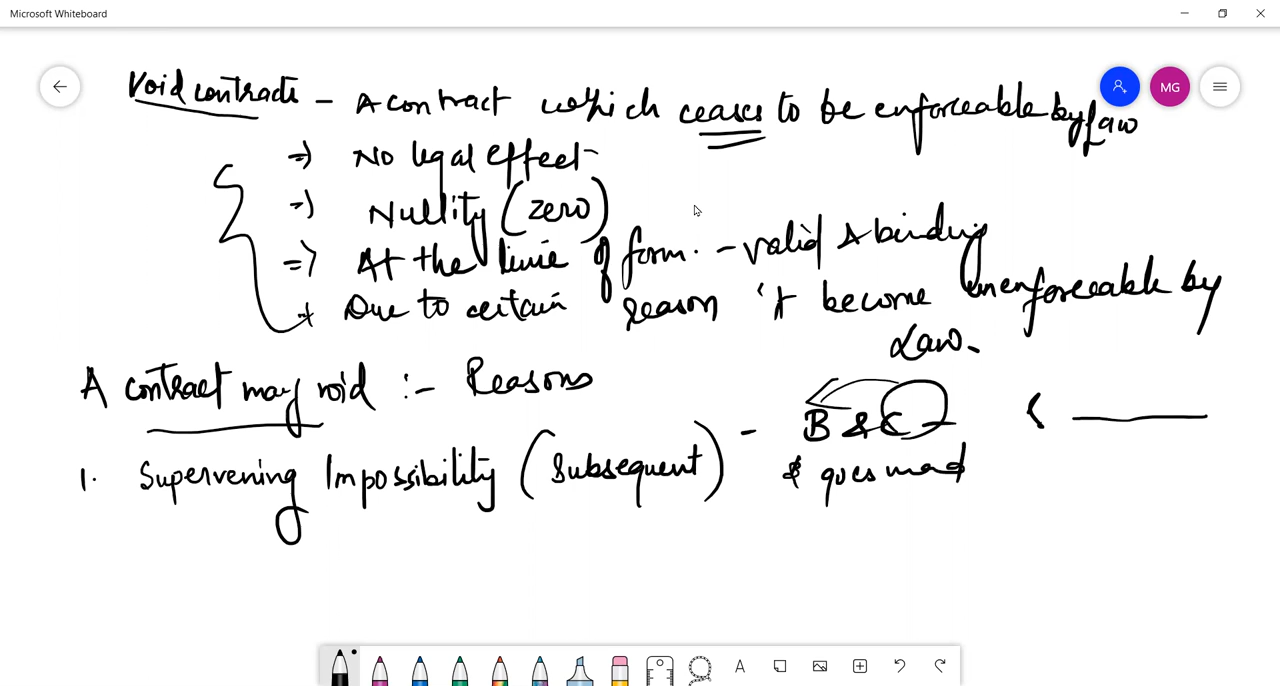 Microsoft Whiteboard
Void contracts - A contract which ceases to be enforceable by Law
MG
=) No legal effect-
=) Nullity (zero)
=) At the time of form. - valid & binding
+ Due to certain reason it become unenforceable by Law.
A contract may void :- Reasons
1. Supervening Impossibility (Subsequent) - B & C -
& goes mad
A